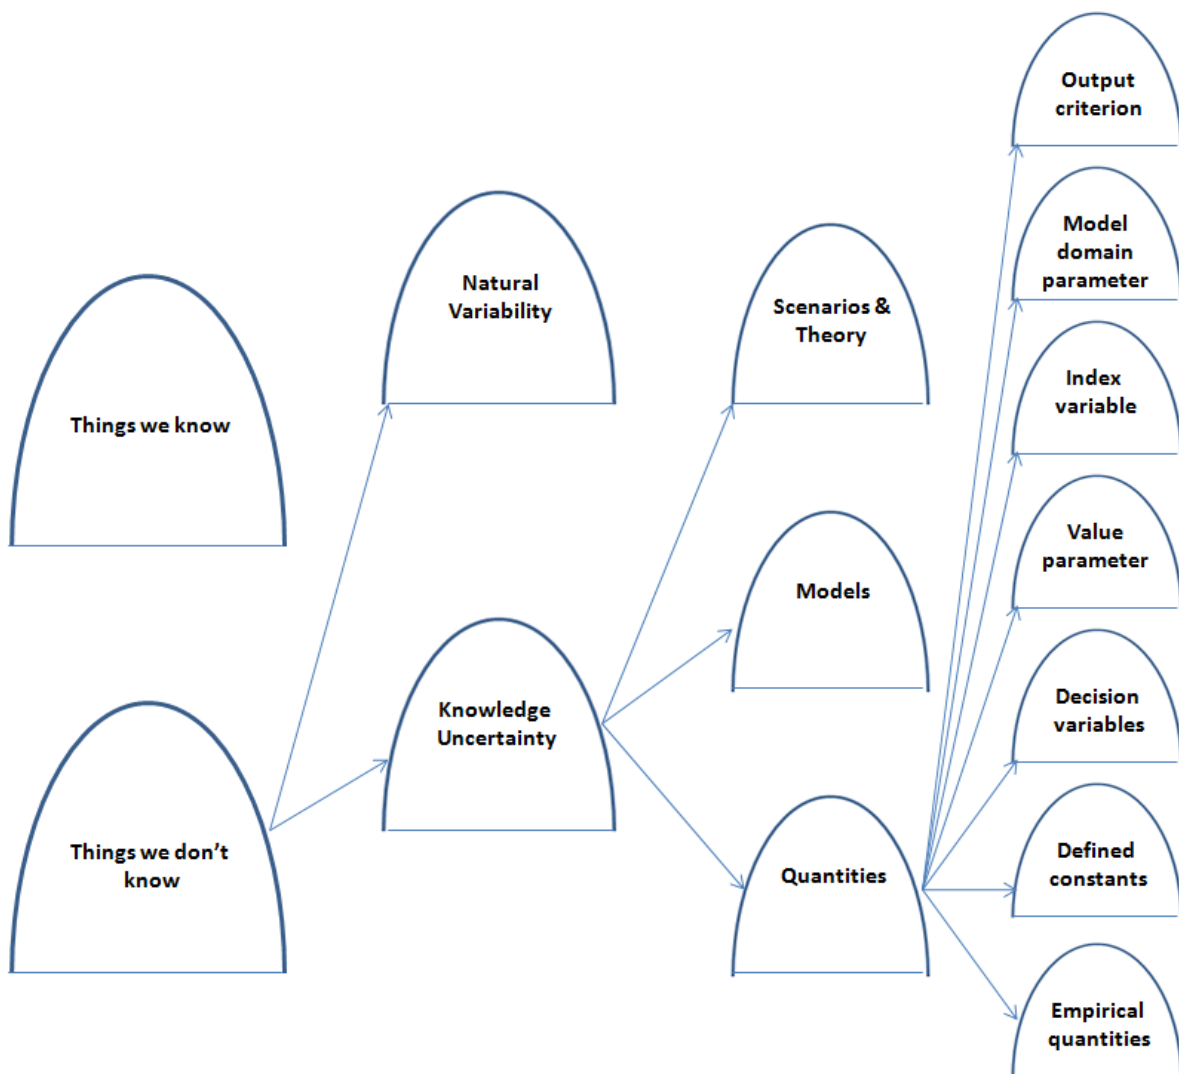 Things we know
Things we don’t
know
Natural
Variability
Knowledge
Uncertainty
Scenarios &
Theory
Models
Quantities
Output
criterion
Model
domain
parameter
Index
variable
Value
parameter
Decision
variables
Defined
constants
Empirical
quantities